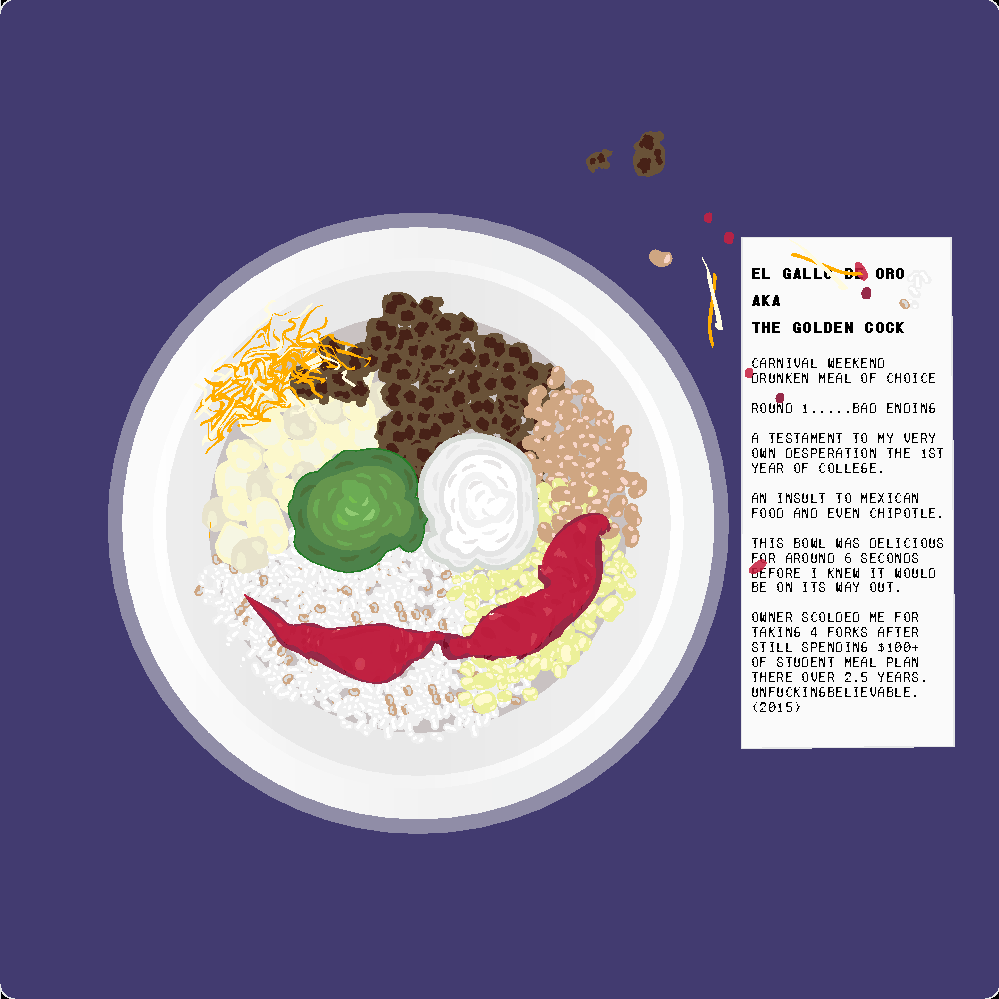 EL GALLO DE ORO
AKA
THE GOLDEN COCK
CARNIVAL WEEKEND
DRUNKEN MEAL OF CHOICE
ROUND 1.....BAD ENDING
A TESTAMENT TO MY VERY
OWN DESPERATION THE 1ST
YEAR OF COLLEGE.
AN INSULT TO MEXICAN
FOOD AND EVEN CHIPOTLE.
THIS BOWL WAS DELICIOUS
FOR AROUND 6 SECONDS
BEFORE I KNEW IT WOULD
BE ON ITS WAY OUT.
OWNER SCOLDED ME FOR
TAKING 4 FORKS AFTER
STILL SPENDING $100+
OF STUDENT MEAL PLAN
THERE OVER 2.5 YEARS.
UNFUCKINGBELIEVABLE.
(2015)